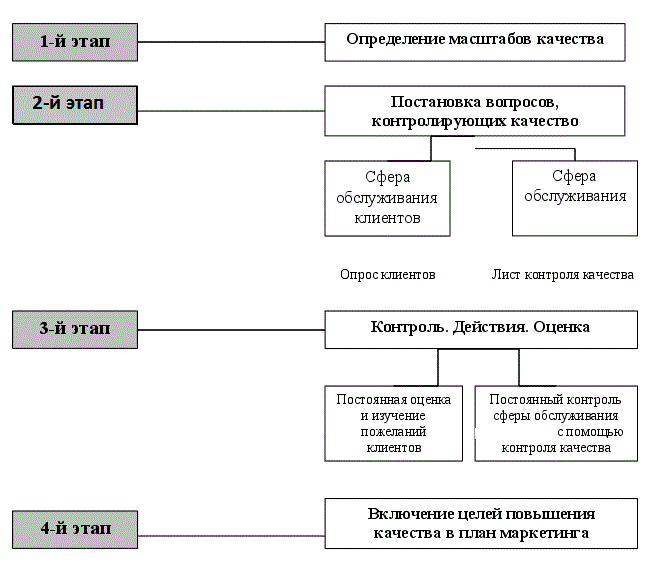 1-й этап
Определение масштабов качества
2-й этап
Постановка вопросов,
контролирующих качество
Сфера
обслуживания
клиентов
Сфера
обслуживания
Опрос клиентов
Лист контроля качества
3-й этап
Контроль. Действия. Оценка
Постоянная оценка
и изучение
пожеланий
клиентов
Постоянный контроль
сферы обслуживания
с помощью
контроля качества
4-й этап
Включение целей повышения
качества в план маркетинга